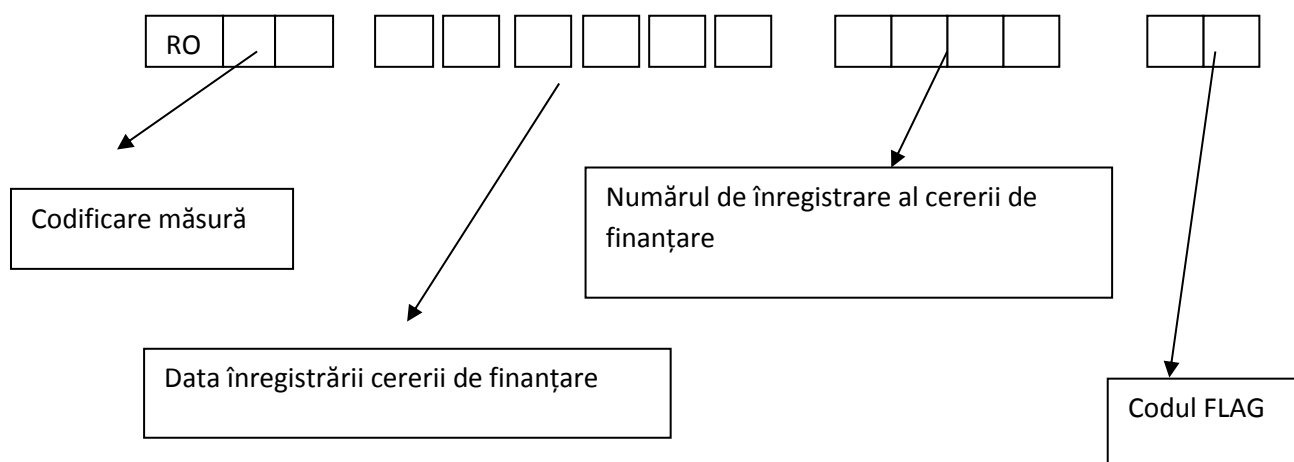 RO
Codificare măsură
Numărul de înregistrare al cererii de
finanțare
Data înregistrării cererii de finanțare
Codul FLAG